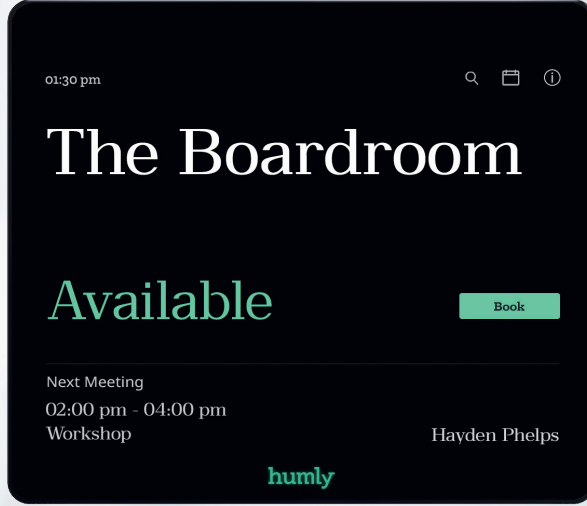 01:30 pm
The Boardroom
Available
Book
Next Meeting
02:00 pm - 04:00 pm
Workshop
Hayden Phelps
humly